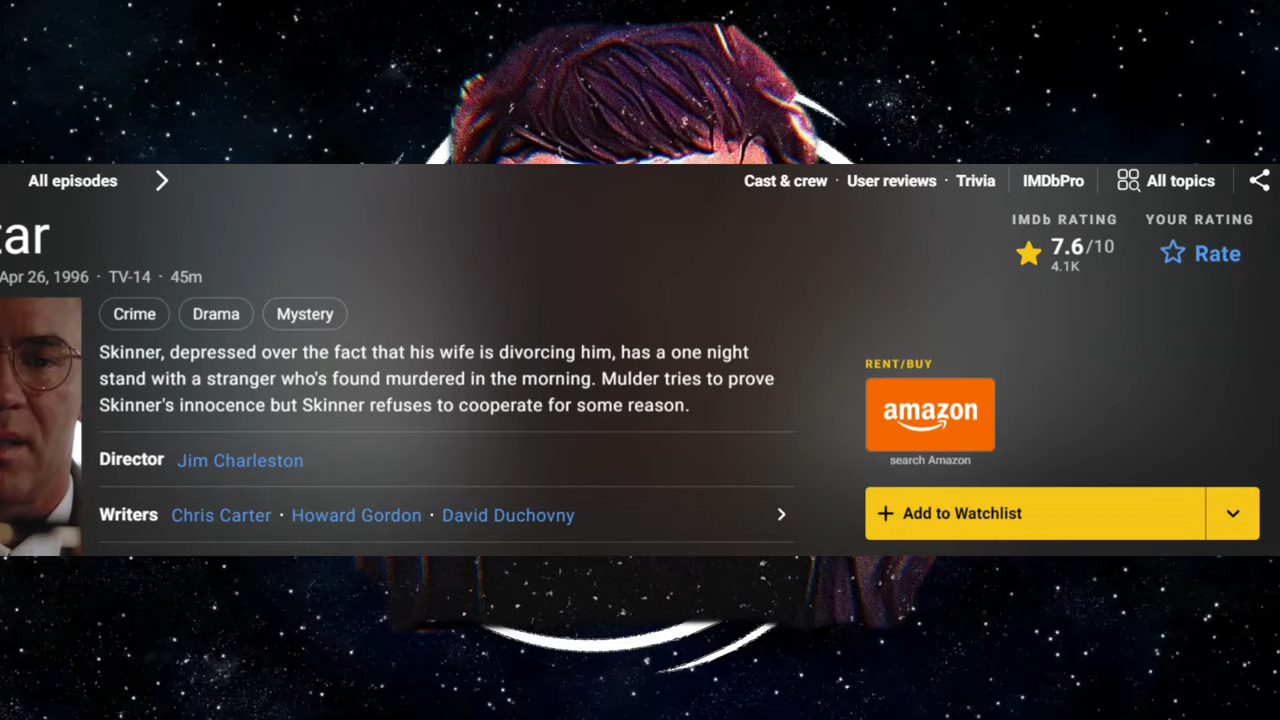 All episodes
Cast & crew · User reviews · Trivia IMDbPro All topics
tar
IMDb RATING YOUR RATING
7.6/10 Rate
4.1K
Apr 26, 1996 · TV-14 · 45m
Crime Drama Mystery
Skinner, depressed over the fact that his wife is divorcing him, has a one night
stand with a stranger who's found murdered in the morning. Mulder tries to prove
Skinner's innocence but Skinner refuses to cooperate for some reason.
RENT/BUY
amazon
search Amazon
Director Jim Charleston
Writers Chris Carter · Howard Gordon · David Duchovny
+ Add to Watchlist